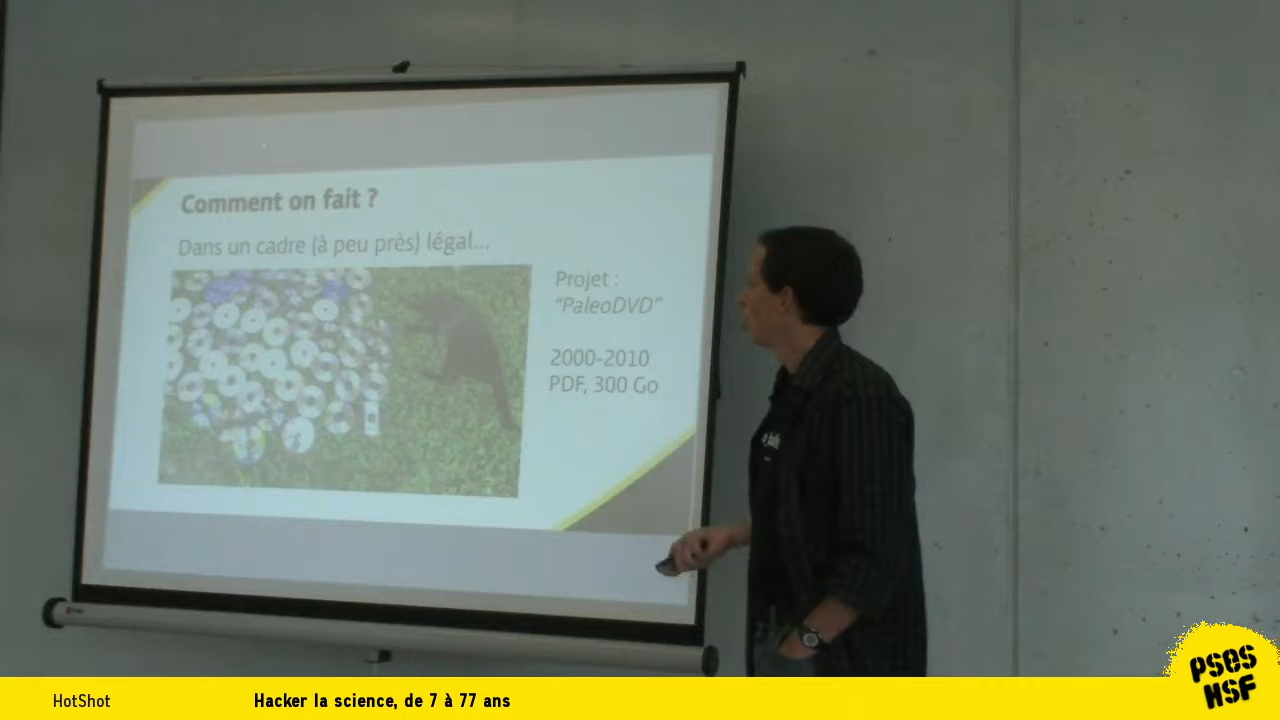 Comment on fait ?
Dans un cadre (à peu près) légal...
Projet :
“PaleoDVD”
2000-2010
PDF, 300 Go
HotShot
Hacker la science, de 7 à 77 ans
PSES
HSF